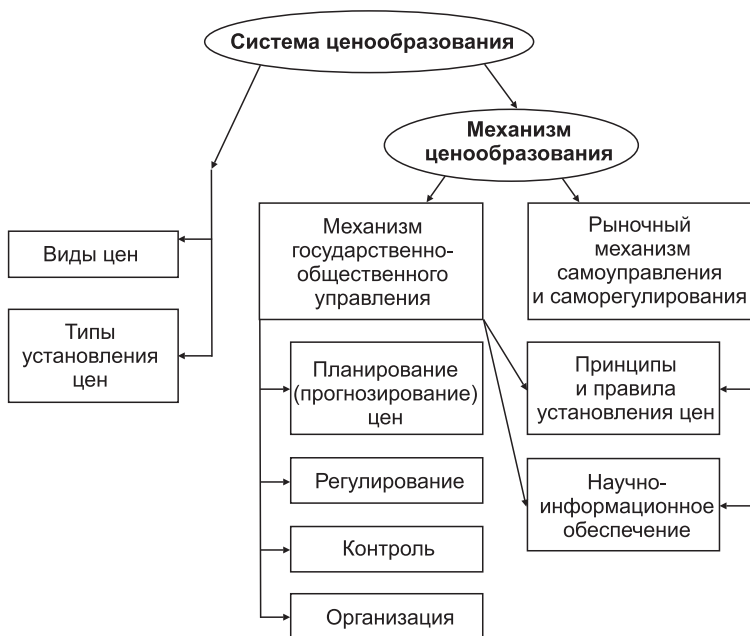 Система ценообразования
Механизм
ценообразования
Виды цен
Типы
установления
цен
Механизм
государственно-
общественного
управления
Рыночный
механизм
самоуправления
и саморегулирования
Планирование
(прогнозирование)
цен
Регулирование
Контроль
Организация
Принципы
и правила
установления цен
Научно-
информационное
обеспечение